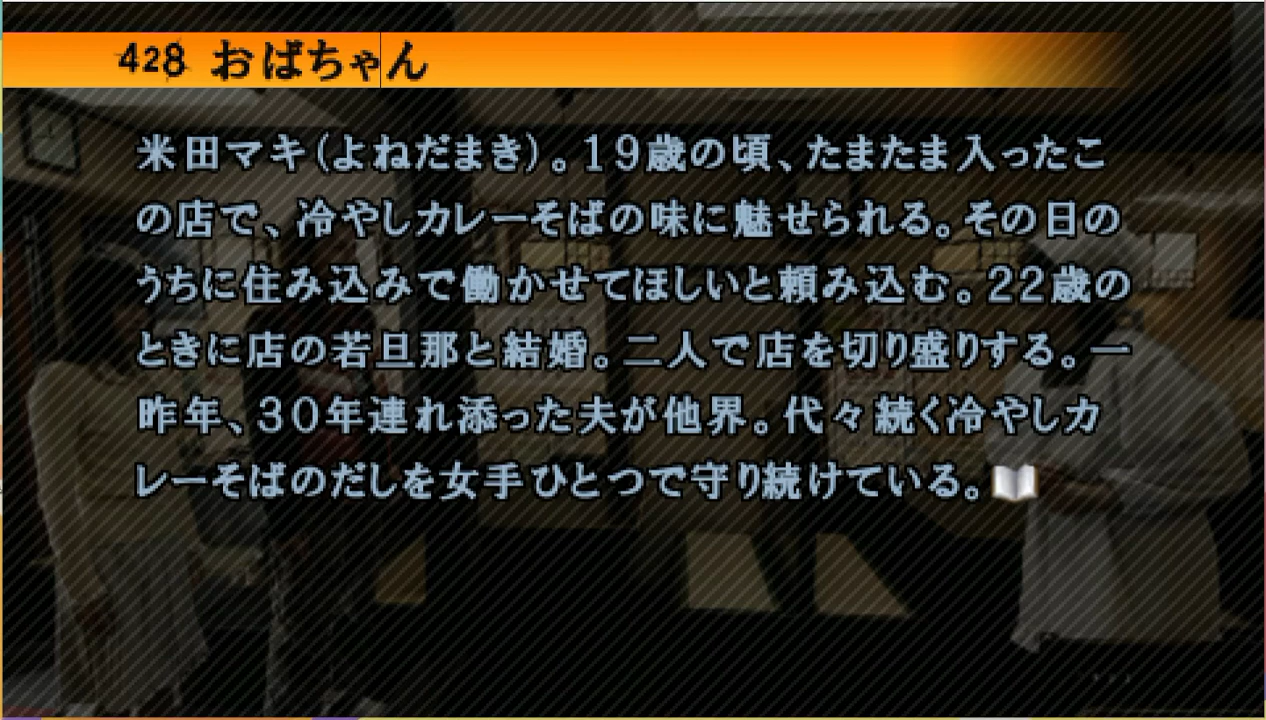 428 おばちゃん
米田マキ(よねだまき)。19歳の頃、たまたま入ったこ
の店で、冷やしカレーそばの味に魅せられる。その日の
うちに住み込みで働かせてほしいと頼み込む。22歳の
ときに店の若旦那と結婚。二人で店を切り盛りする。一
昨年、30年連れ添った夫が他界。代々続く冷やしカ
レーそばのだしを女手ひとつで守り続けている。